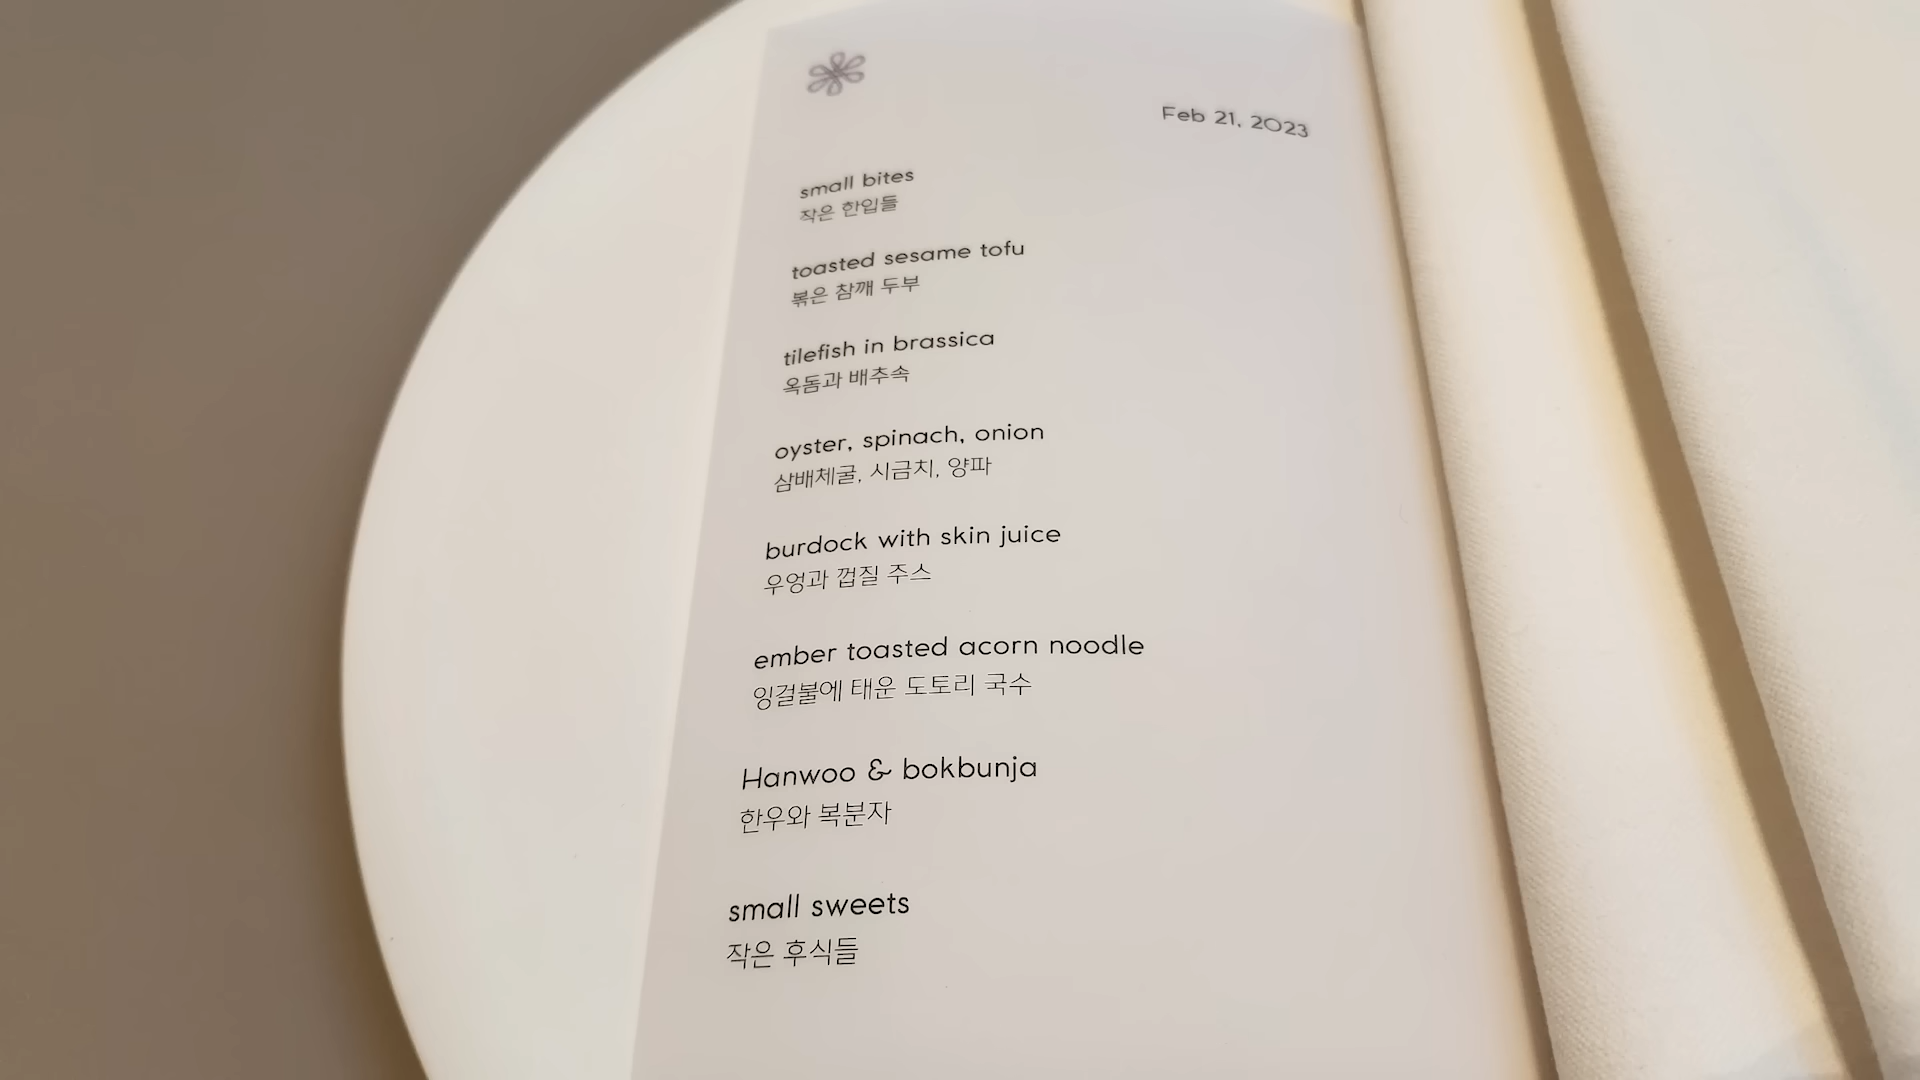 Feb 21, 2023
small bites
작은 한입들
toasted sesame tofu
볶은 참깨 두부
tilefish in brassica
옥돔과 배추속
oyster, spinach, onion
삼배체굴, 시금치, 양파
burdock with skin juice
우엉과 껍질 주스
ember toasted acorn noodle
잉걸불에 태운 도토리 국수
Hanwoo & bokbunja
한우와 복분자
small sweets
작은 후식들